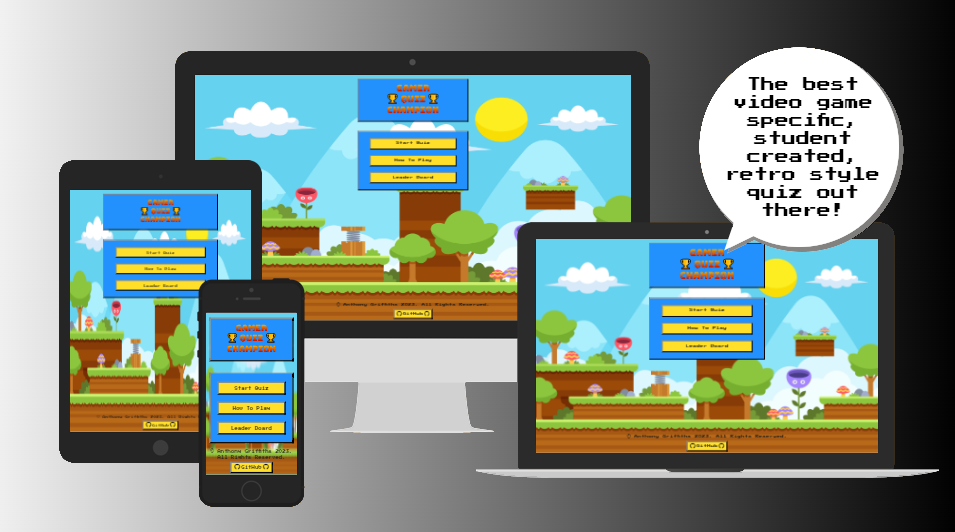 GAMER
QUIZ
CHAMPION
Start Quiz
How To Play
Leader Board
© Anthony Griffiths 2023. All Rights Reserved.
GitHub
The best
video game
specific,
student
created,
retro style
quiz out
there!
GAMER
QUIZ
CHAMPION
Start Quiz
How To Play
Leader Board
© Anthony Griffiths 2023. All Rights
GitHub
GAMER
QUIZ
CHAMPION
Start Quiz
How To Play
Leader Board
© Anthony Griffiths 2023.
All Rights Reserved.
GitHub
GAMER
QUIZ
CHAMPION
Start Quiz
How To Play
Leader Board
© Anthony Griffiths 2023. All Rights Reserved.
GitHub